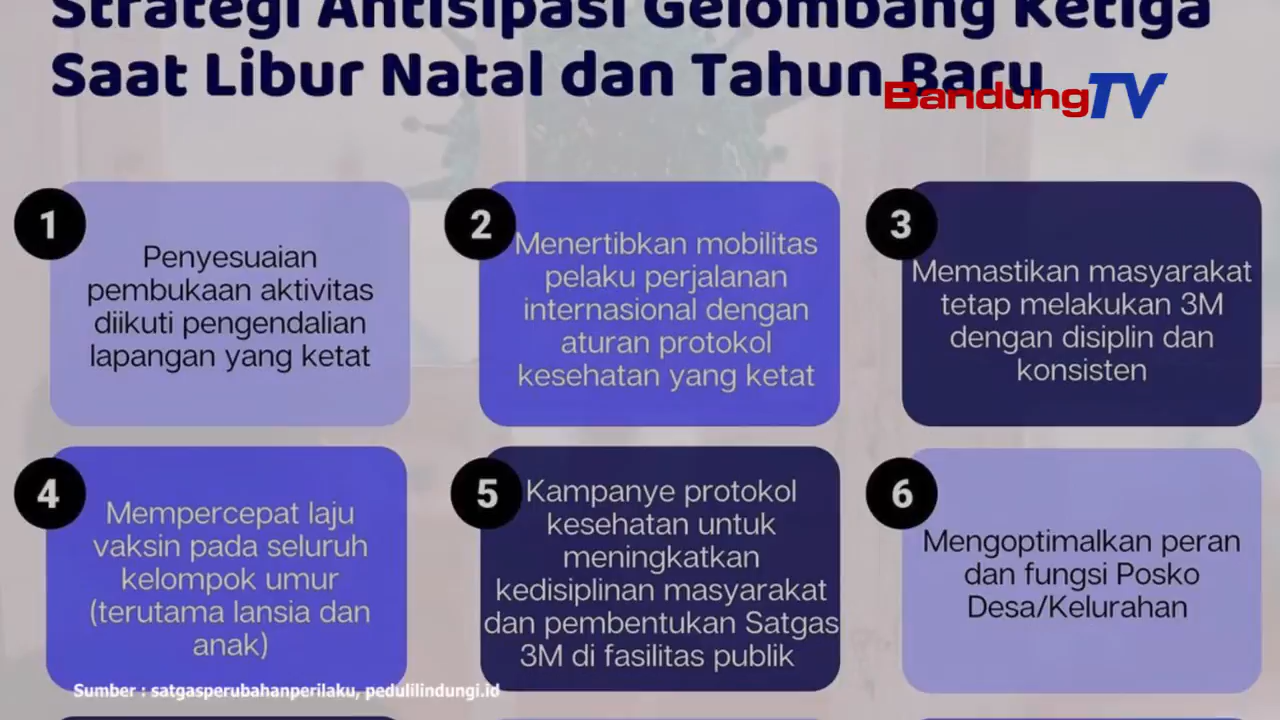 Strategi Antisipasi Gelombang Ketiga
Saat Libur Natal dan Tahun Baru
BandungTV
1
Penyesuaian
pembukaan aktivitas
diikuti pengendalian
lapangan yang ketat
2
Menertibkan mobilitas
pelaku perjalanan
internasional dengan
aturan protokol
kesehatan yang ketat
3
Memastikan masyarakat
tetap melakukan 3M
dengan disiplin dan
konsisten
4
Mempercepat laju
vaksin pada seluruh
kelompok umur
(terutama lansia dan
anak)
5
Kampanye protokol
kesehatan untuk
meningkatkan
kedisiplinan masyarakat
dan pembentukan Satgas
3M di fasilitas publik
6
Mengoptimalkan peran
dan fungsi Posko
Desa/Kelurahan
Sumber : satgasperubahanperilaku, pedulilindungi.id